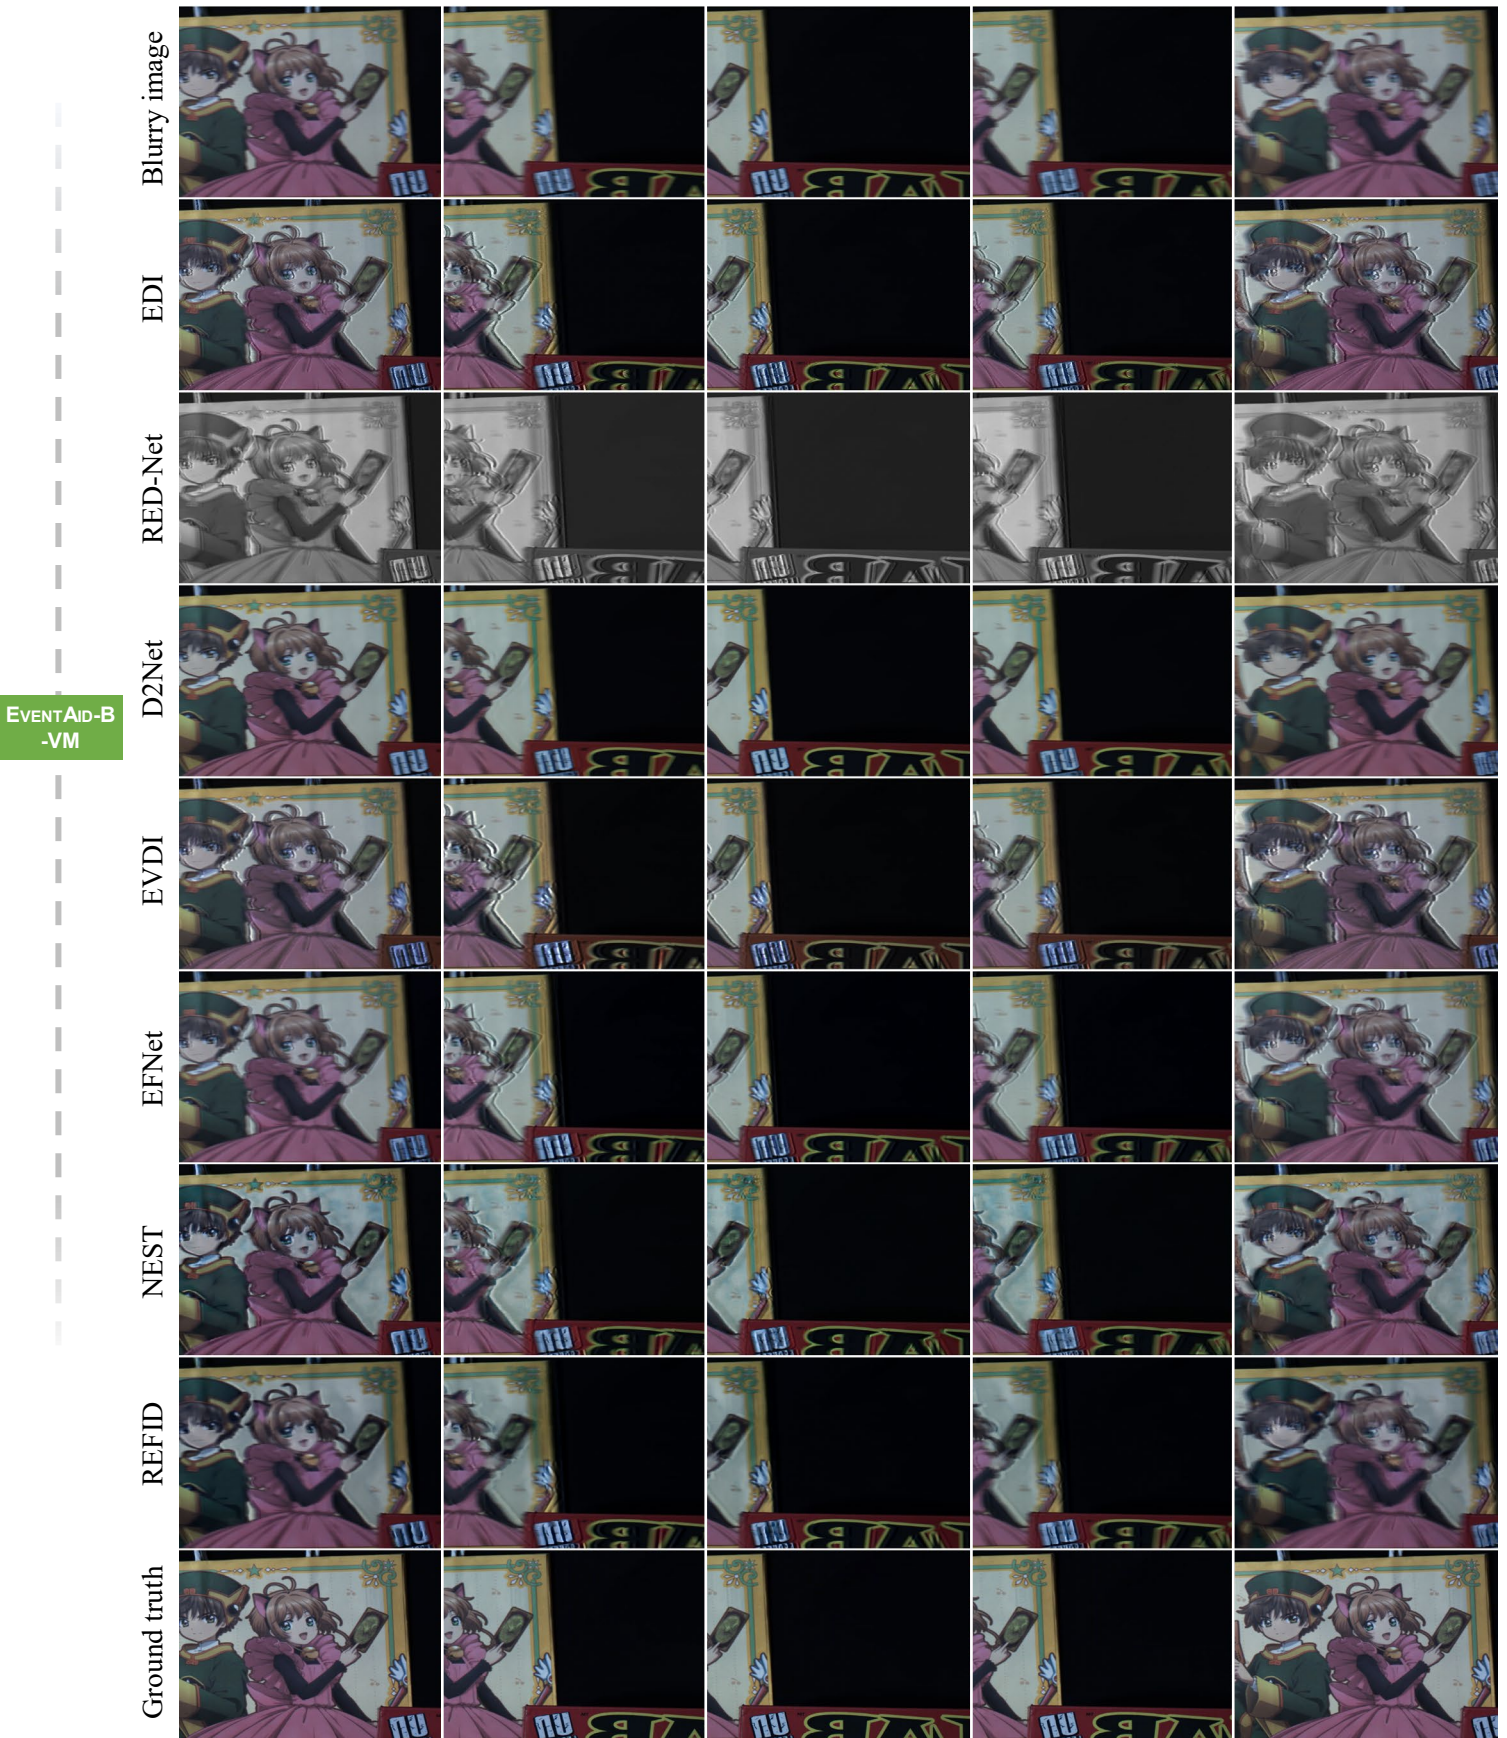 Blurry image
EDI
RED-Net
D2Net
EVENTAID-B
-VM
EVDI
EFNet
NEST
REFID
Ground truth